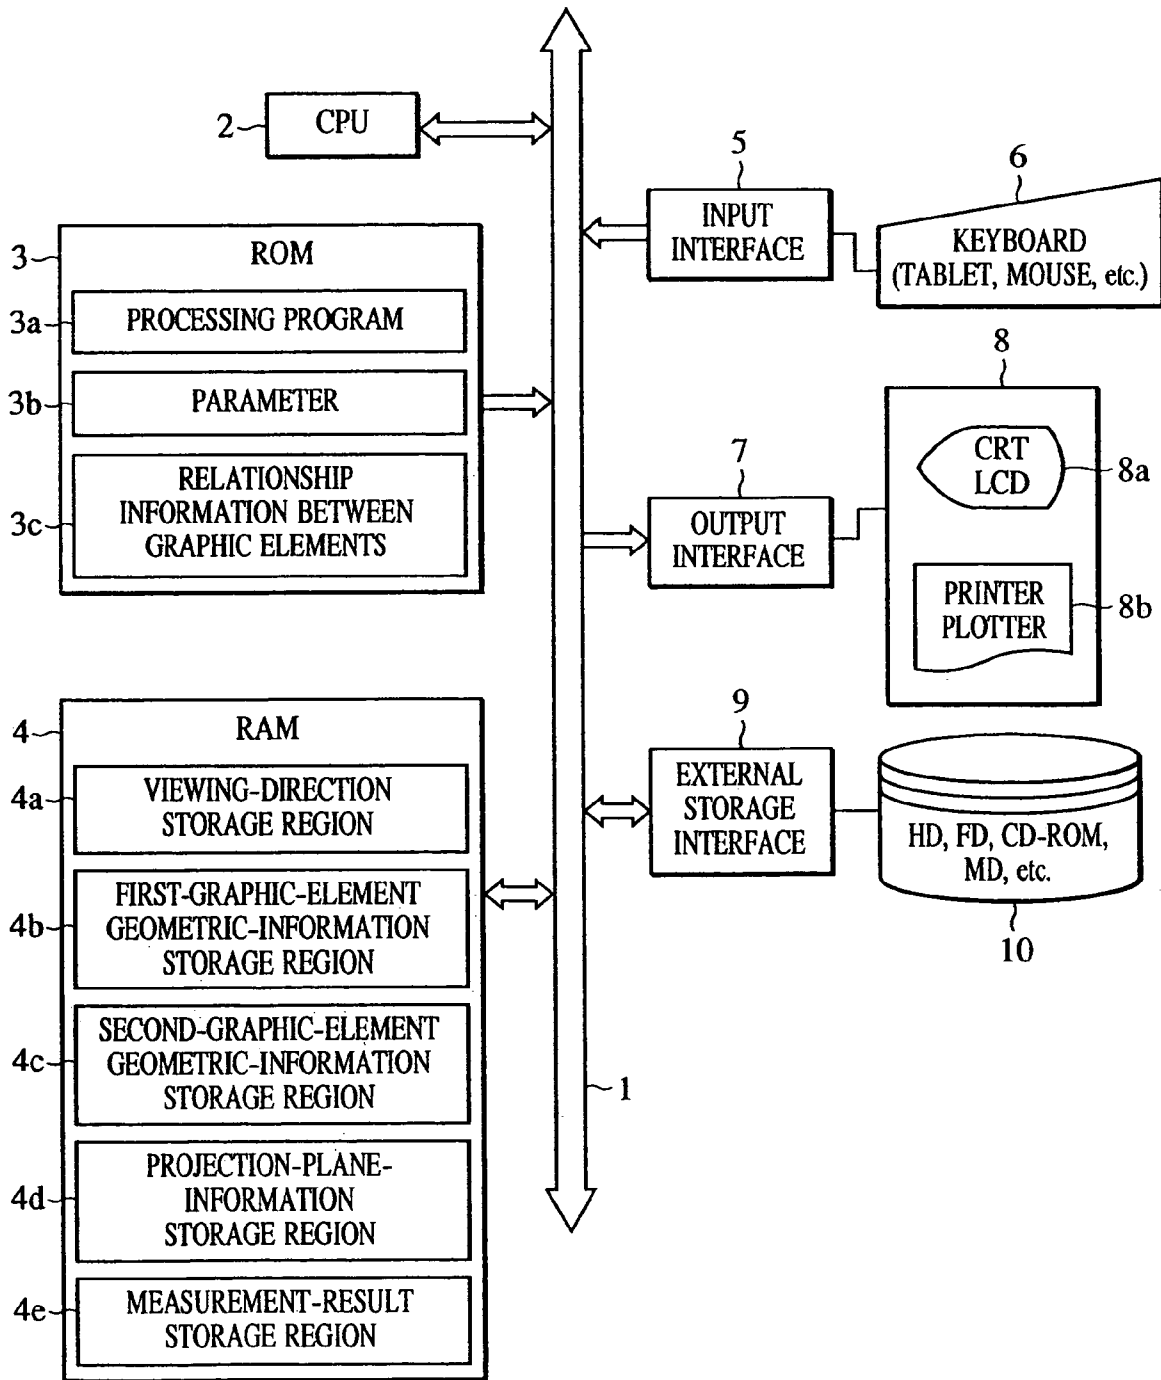 2
CPU
3
ROM
3a
PROCESSING PROGRAM
3b
PARAMETER
3c
RELATIONSHIP
INFORMATION BETWEEN
GRAPHIC ELEMENTS
4
RAM
4a
VIEWING-DIRECTION
STORAGE REGION
4b
FIRST-GRAPHIC-ELEMENT
GEOMETRIC-INFORMATION
STORAGE REGION
4c
SECOND-GRAPHIC-ELEMENT
GEOMETRIC-INFORMATION
STORAGE REGION
4d
PROJECTION-PLANE-
INFORMATION
STORAGE REGION
4e
MEASUREMENT-RESULT
STORAGE REGION
1
5
INPUT
INTERFACE
6
KEYBOARD
(TABLET, MOUSE, etc.)
7
OUTPUT
INTERFACE
8
CRT
LCD
8a
PRINTER
PLOTTER
8b
9
EXTERNAL
STORAGE
INTERFACE
HD, FD, CD-ROM,
MD, etc.
10